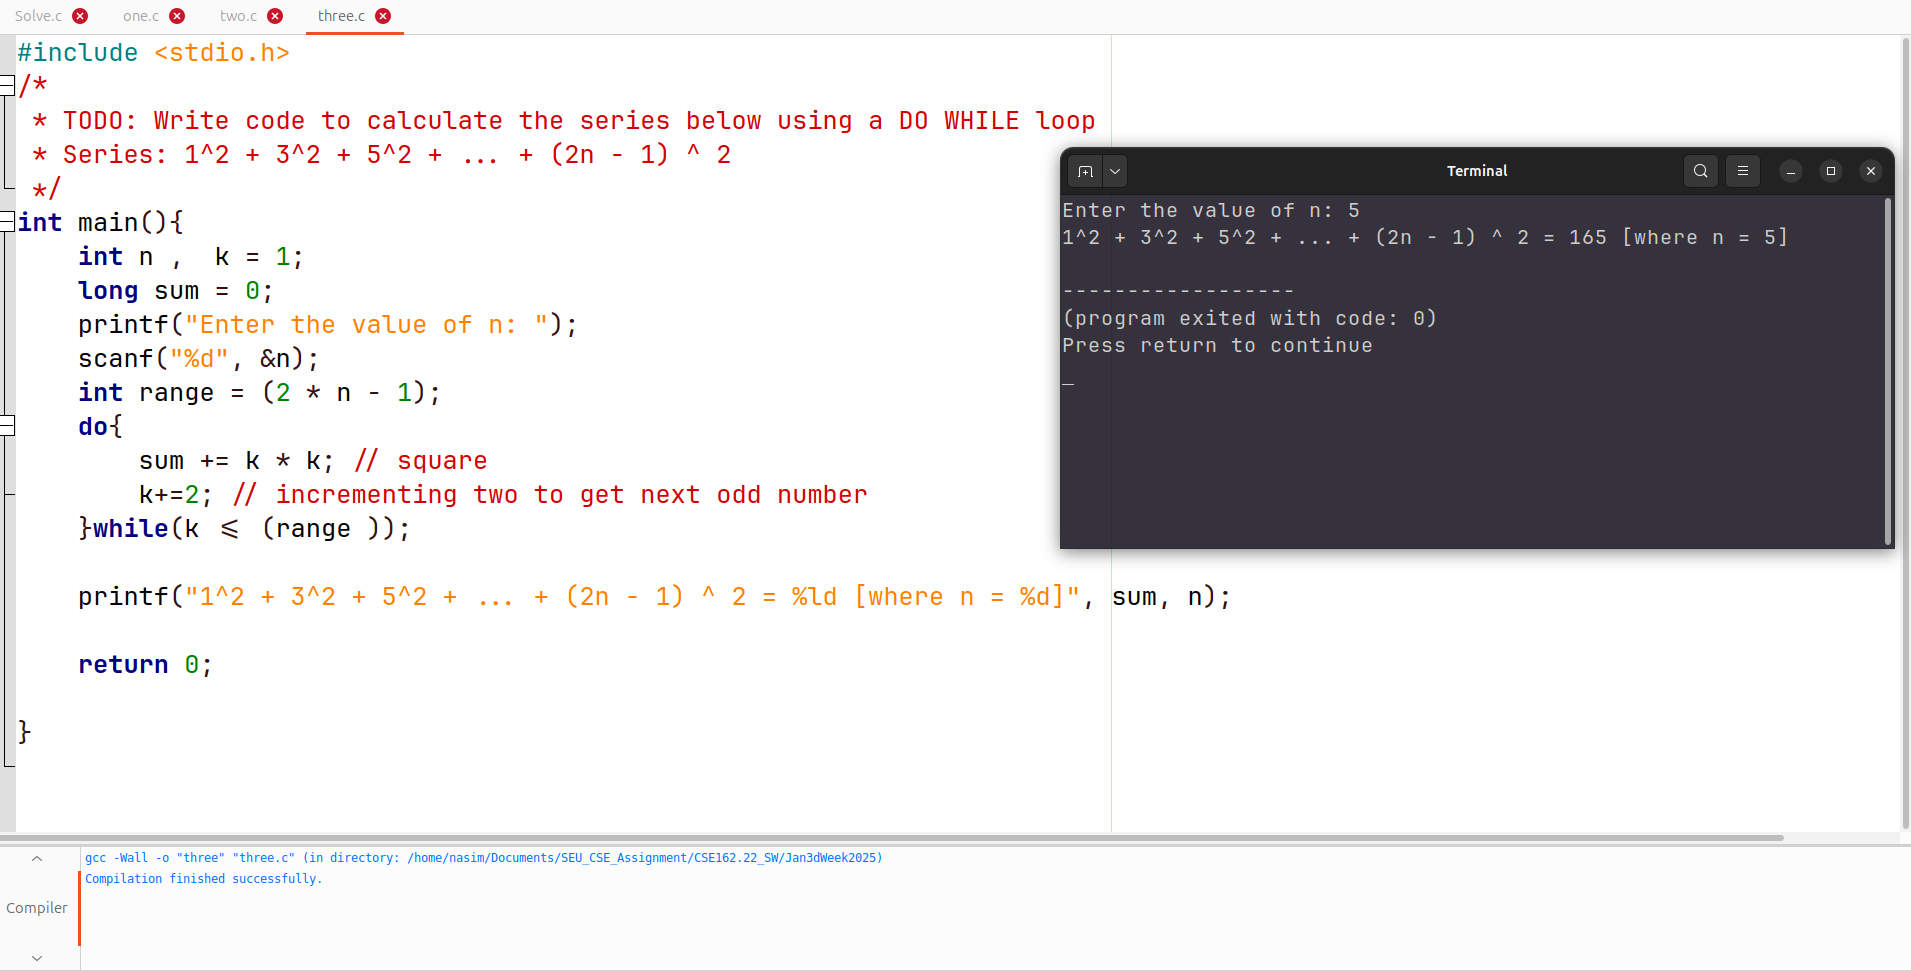 Solve.c one.c two.c three.c
#include <stdio.h>
/*
 * TODO: Write code to calculate the series below using a DO WHILE loop
 * Series: 1^2 + 3^2 + 5^2 + ... + (2n - 1) ^ 2
 */
int main(){
    int n ,  k = 1;
    long sum = 0;
    printf("Enter the value of n: ");
    scanf("%d", &n);
    int range = (2 * n - 1);
    do{
        sum += k * k; // square
        k+=2; // incrementing two to get next odd number
    }while(k <= (range ));
    printf("1^2 + 3^2 + 5^2 + ... + (2n - 1) ^ 2 = %ld [where n = %d]", sum, n);
    return 0;
}
Terminal
Enter the value of n: 5
1^2 + 3^2 + 5^2 + ... + (2n - 1) ^ 2 = 165 [where n = 5]
------------------
(program exited with code: 0)
Press return to continue
Compiler
gcc -Wall -o "three" "three.c" (in directory: /home/nasim/Documents/SEU_CSE_Assignment/CSE162.22_SW/Jan3dWeek2025)
Compilation finished successfully.